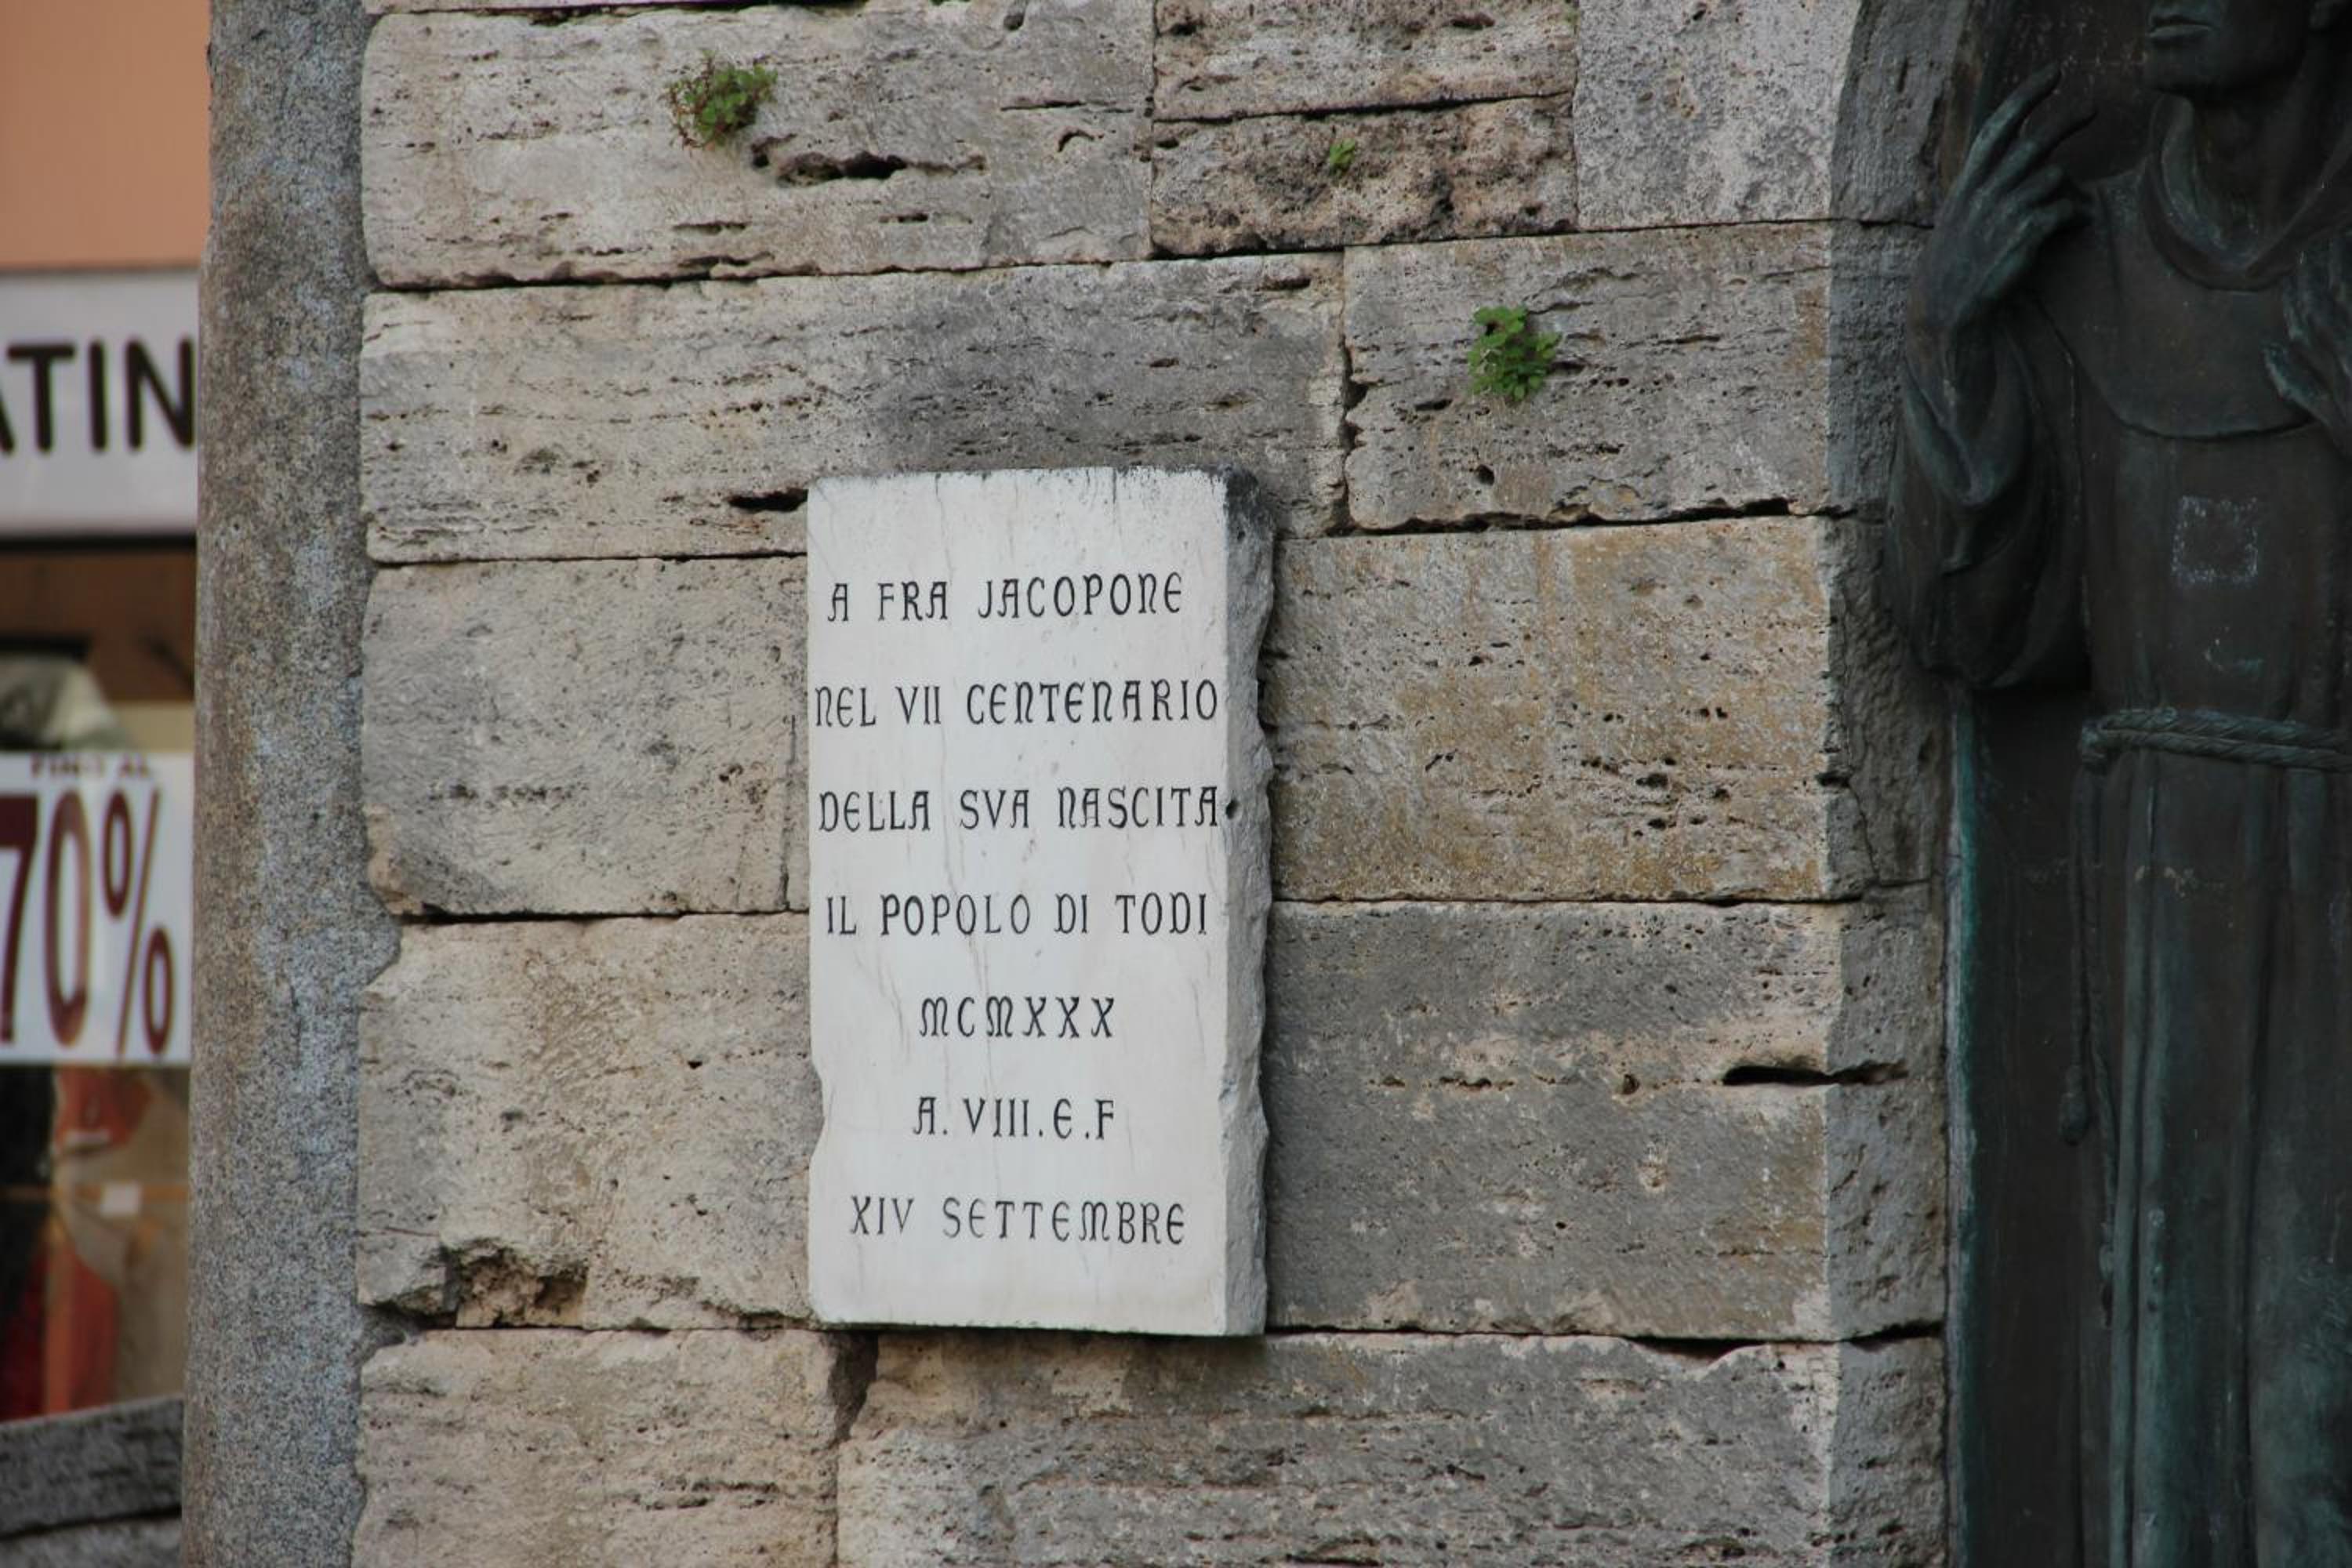 A FRA JACOPONE
NEL VII CENTENARIO
DELLA SVA NASCITA
IL POPOLO DI TODI
MCMXXX
A. VIII. E. F
XIV SETTEMBRE
ATIN
70%